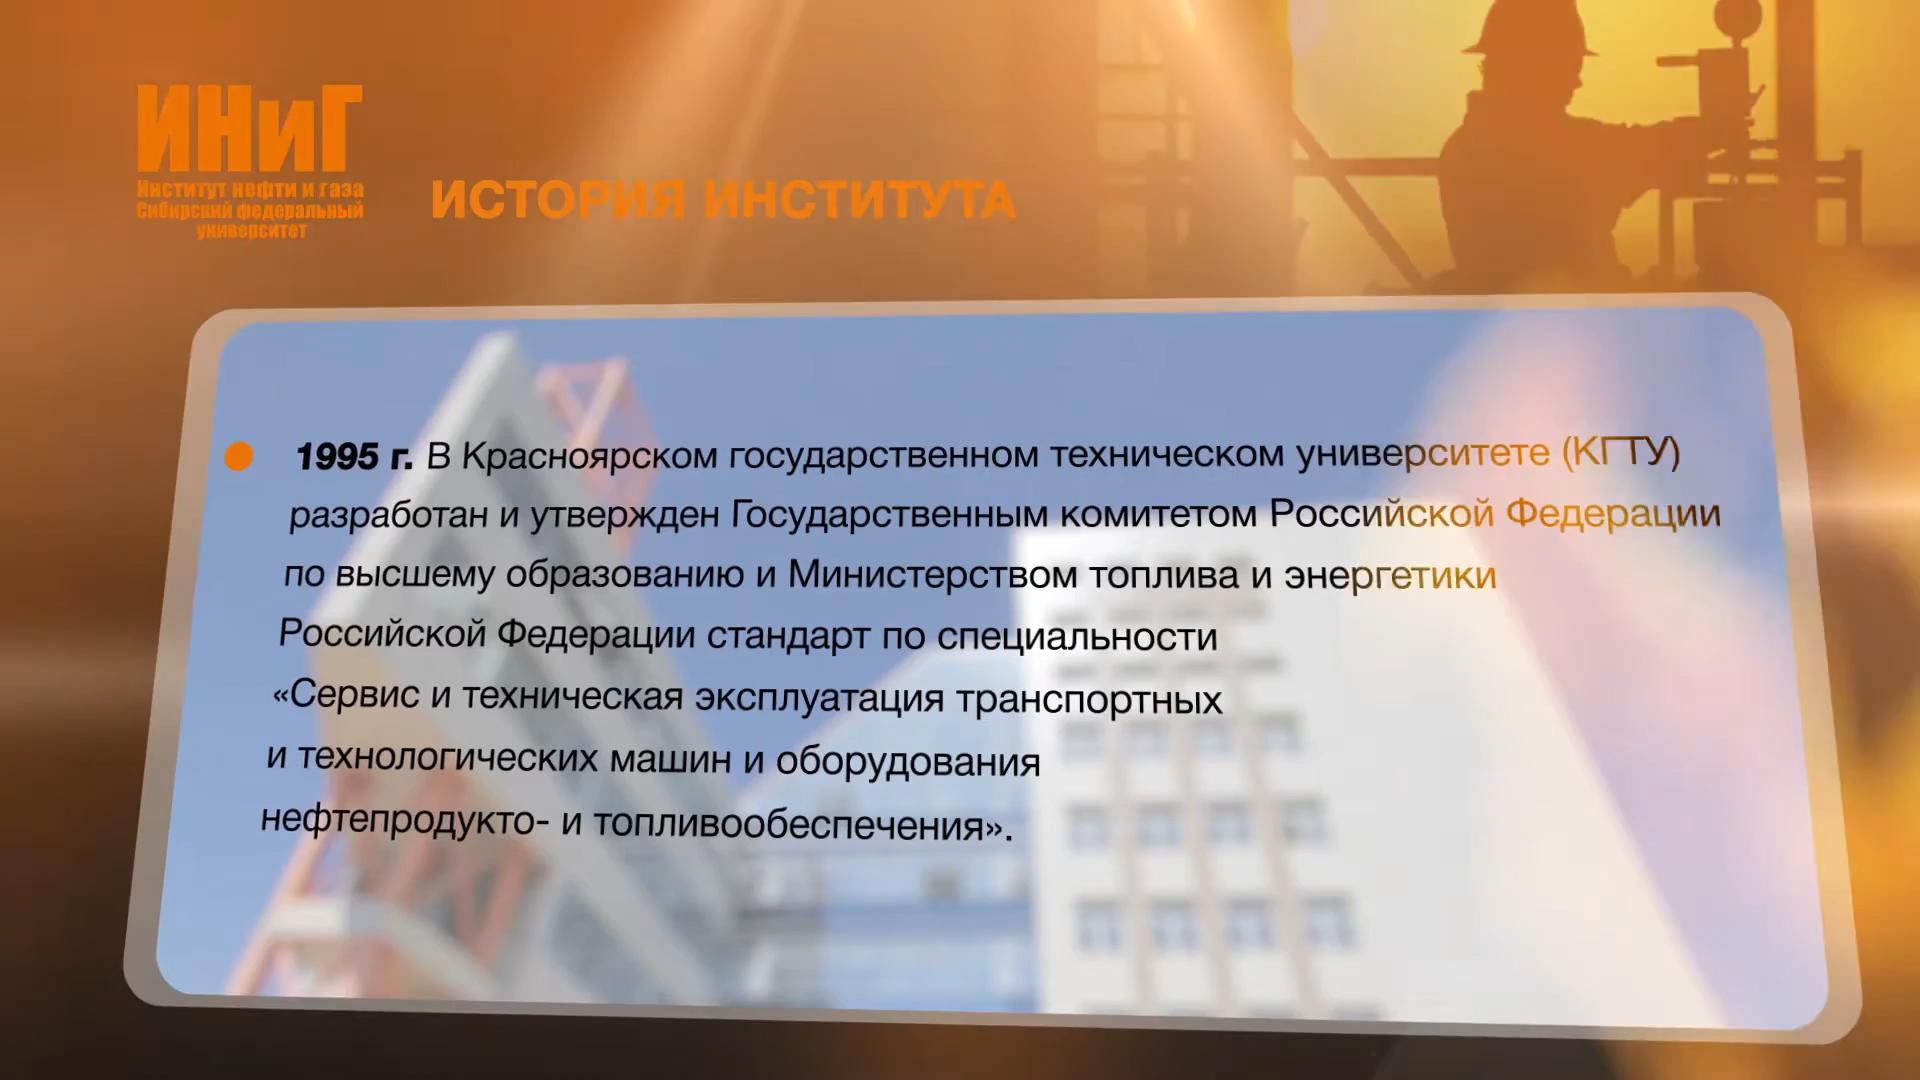 ИНиГ
Институт нефти и газа
Сибирский федеральный
университет
ИСТОРИЯ ИНСТИТУТА
1995 г. В Красноярском государственном техническом университете (КГТУ)
разработан и утвержден Государственным комитетом Российской Федерации
по высшему образованию и Министерством топлива и энергетики
Российской Федерации стандарт по специальности
«Сервис и техническая эксплуатация транспортных
и технологических машин и оборудования
нефтепродукто- и топливообеспечения».